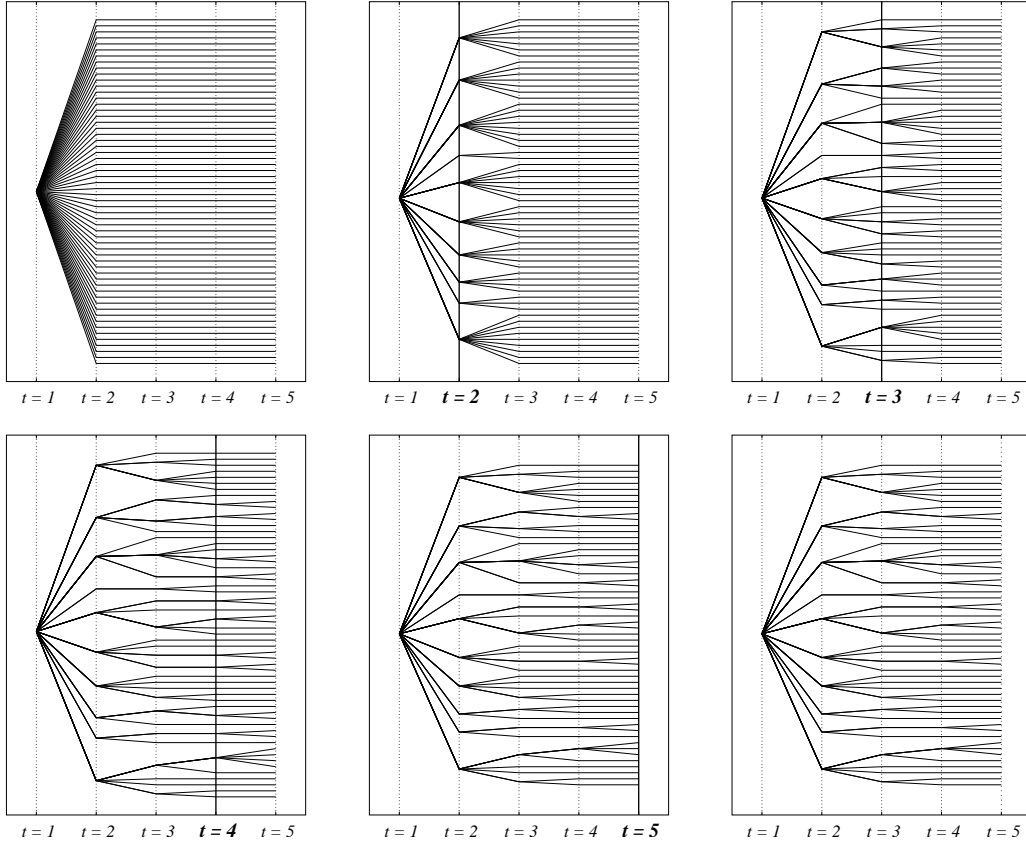 t = 1 t = 2 t = 3 t = 4 t = 5 t = 1 t = 2 t = 3 t = 4 t = 5 t = 1 t = 2 t = 3 t = 4 t = 5
t = 1 t = 2 t = 3 t = 4 t = 5 t = 1 t = 2 t = 3 t = 4 t = 5 t = 1 t = 2 t = 3 t = 4 t = 5